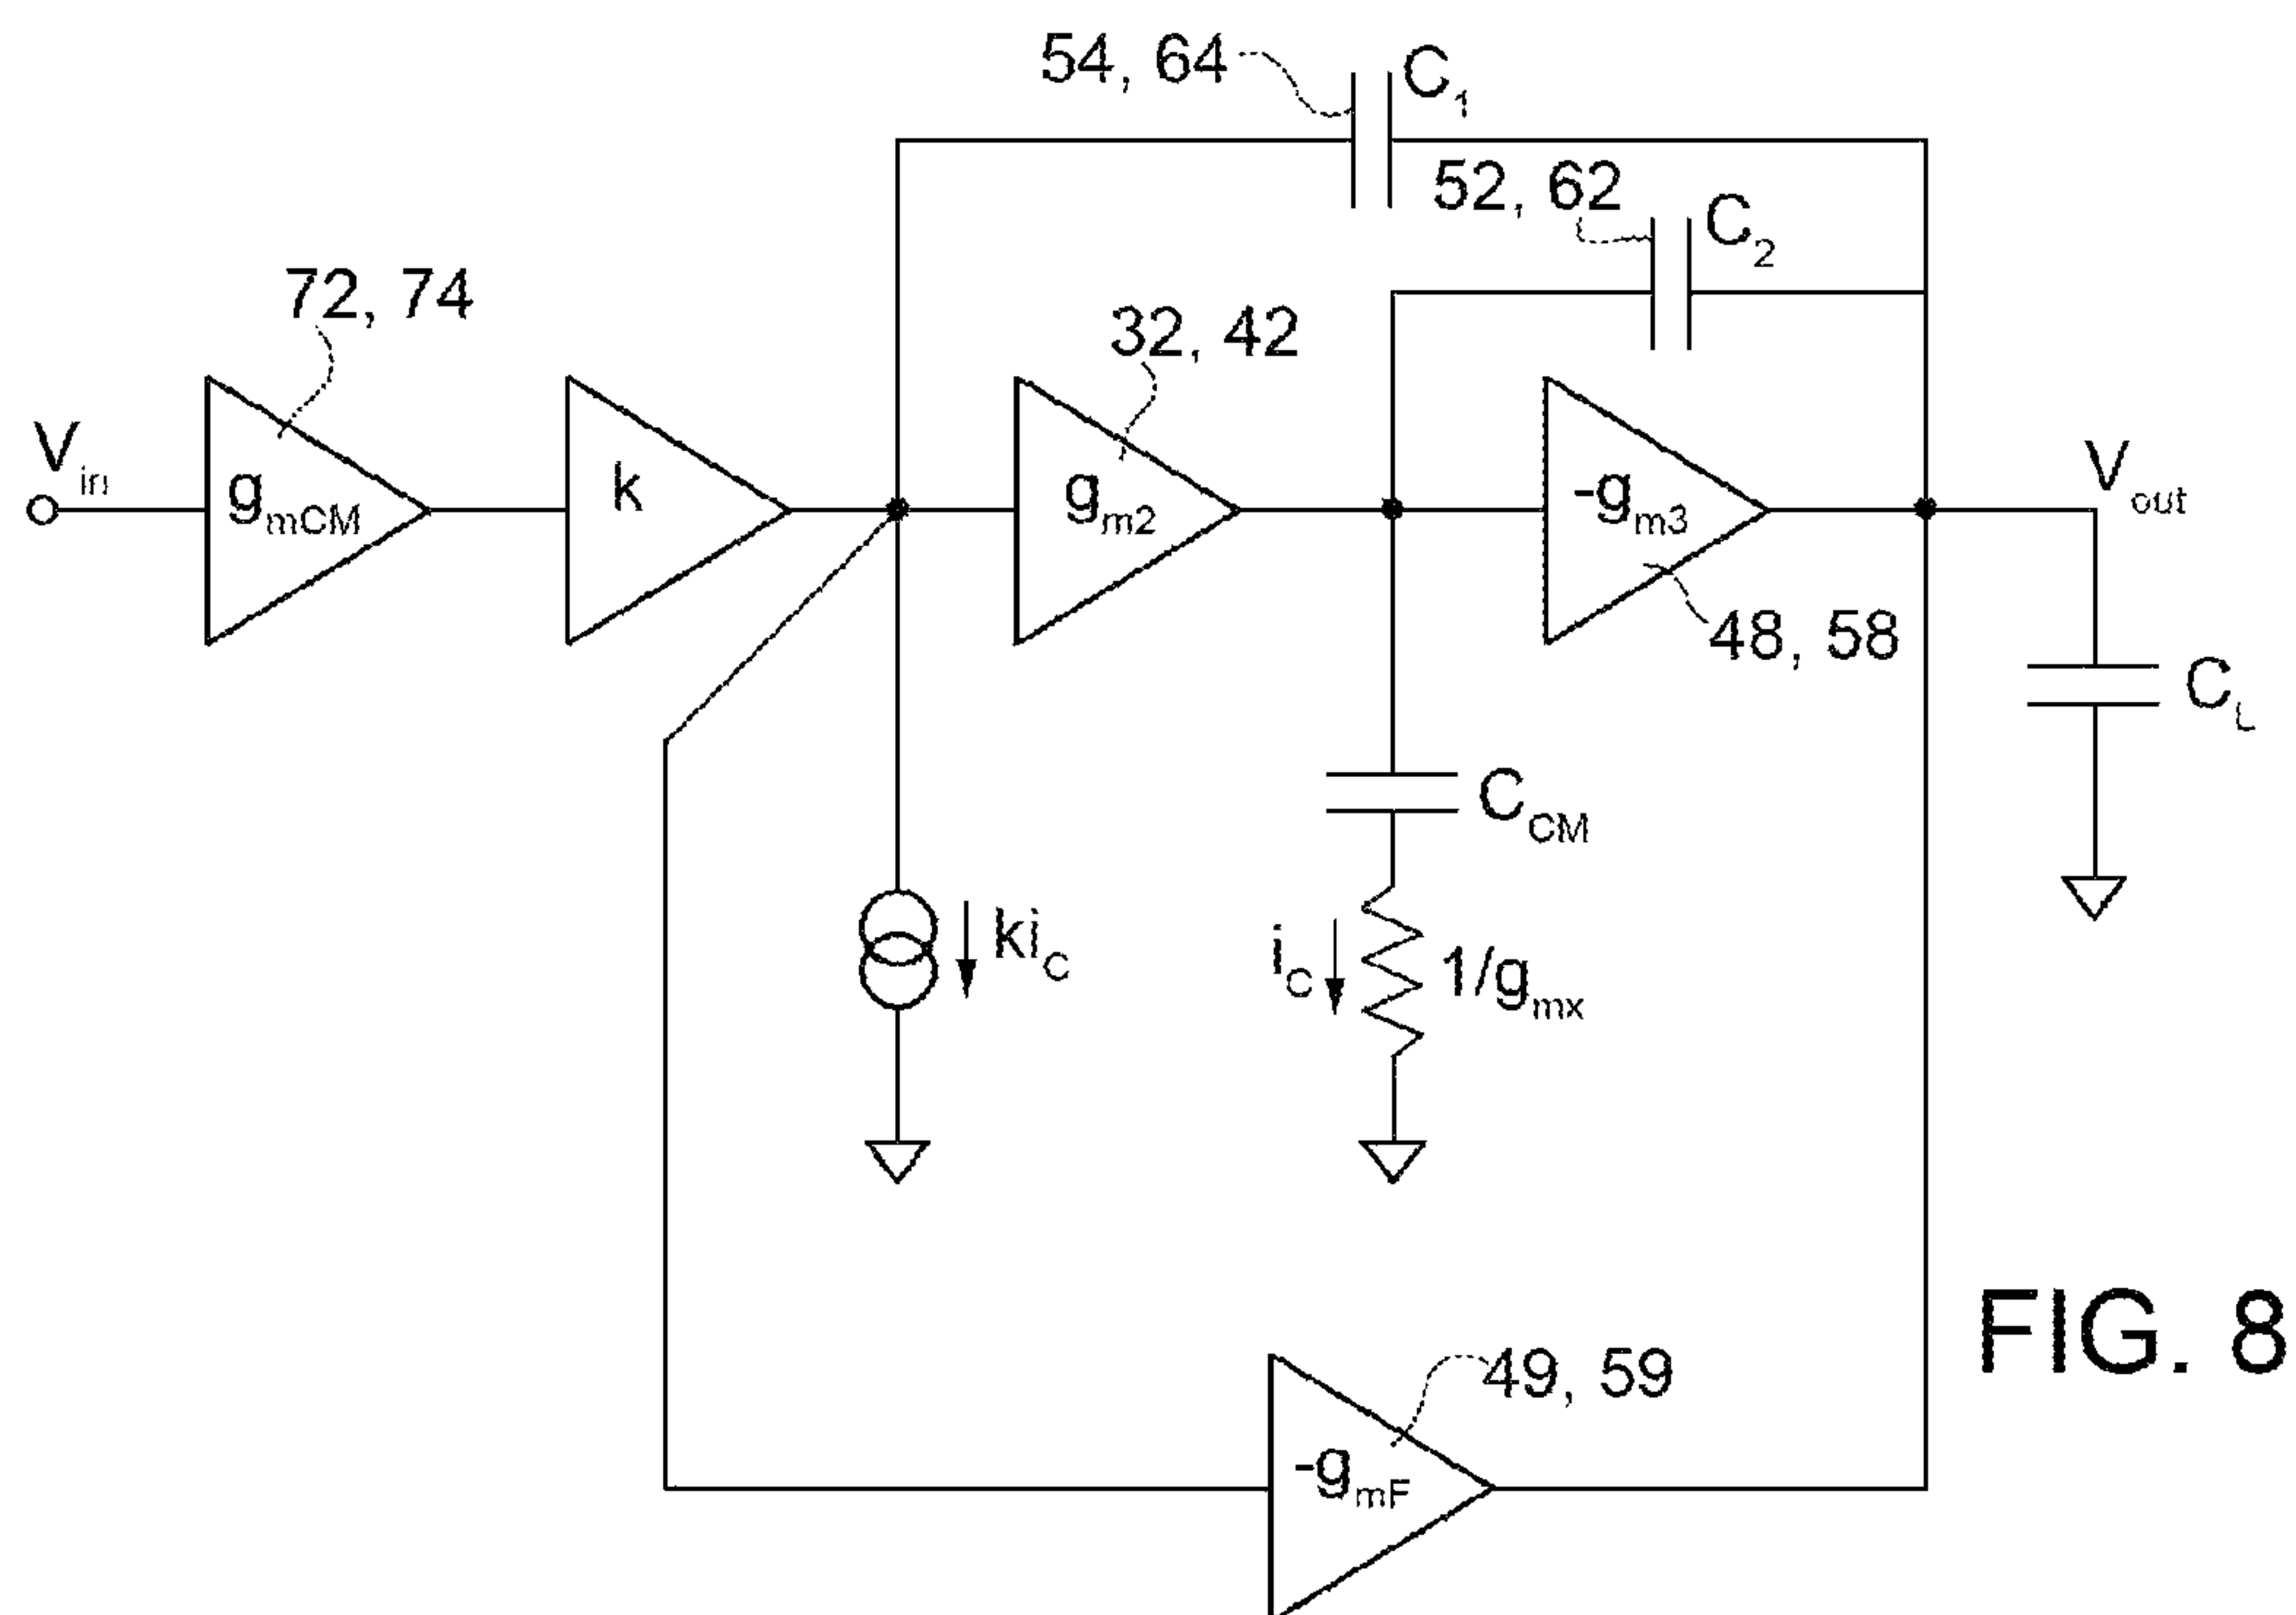 54, 64
C1
52, 62
C2
72, 74
32, 42
Vin
gmCM
k
gm2
-gm3
Vout
48, 58
CL
CCM
kiC
iC
1/gmx
49, 59
-gmF
FIG. 8